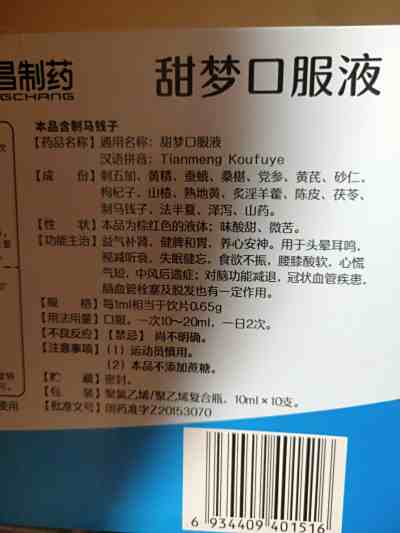 昌制药
GCHANG
甜梦口服液
本品含制马钱子
【药品名称】通用名称：甜梦口服液
汉语拼音：Tianmeng Koufuye
【成　份】刺五加、黄精、蚕蛾、桑椹、党参、黄芪、砂仁、
枸杞子、山楂、熟地黄、炙淫羊藿、陈皮、茯苓、
制马钱子、法半夏、泽泻、山药。
【性　状】本品为棕红色的液体；味酸甜、微苦。
【功能主治】益气补肾，健脾和胃，养心安神。用于头晕耳鸣，
视减听衰，失眠健忘，食欲不振，腰膝酸软，心慌
气短，中风后遗症；对脑功能减退，冠状血管疾患，
脑血管栓塞及脱发也有一定作用。
【规　格】每1ml相当于饮片0.65g
【用法用量】口服。一次10～20ml，一日2次。
【不良反应】【禁忌】尚不明确。
【注意事项】（1）运动员慎用。
（2）本品不添加蔗糖。
【贮　藏】密封。
【包　装】聚氯乙烯/聚乙烯复合瓶，10ml×10支。
【批准文号】国药准字Z20153070
使用
6 934409 401516